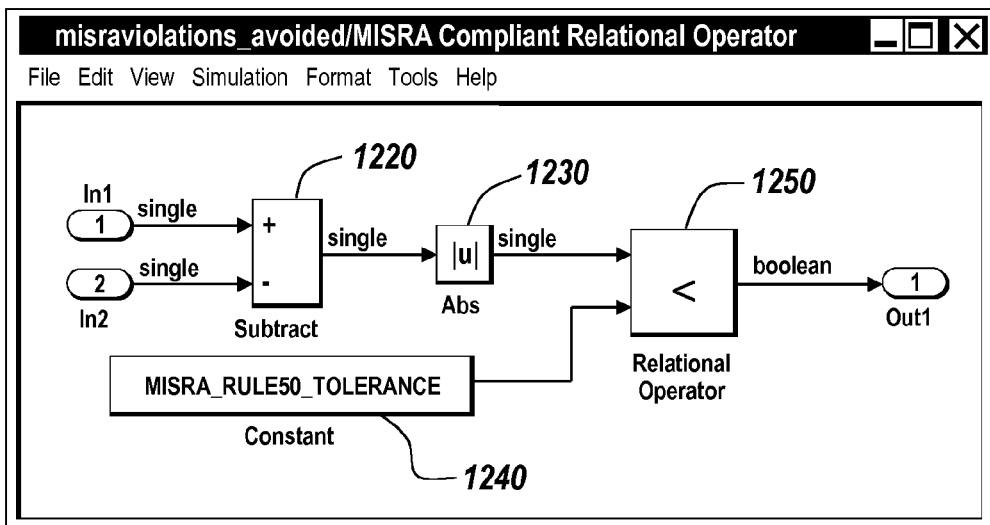 misraviolations_avoided/MISRA Compliant Relational Operator
File Edit View Simulation Format Tools Help
1220
1230
1250
In1
1
single
+
single
|u|
single
<
boolean
1
Out1
2
single
-
In2
Subtract
Abs
Relational
Operator
MISRA_RULE50_TOLERANCE
Constant
1240